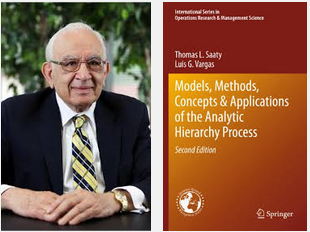 International Series in
Operations Research & Management Science
Thomas L. Saaty
Luis G. Vargas
Models, Methods,
Concepts & Applications
of the Analytic
Hierarchy Process
Second Edition
Springer